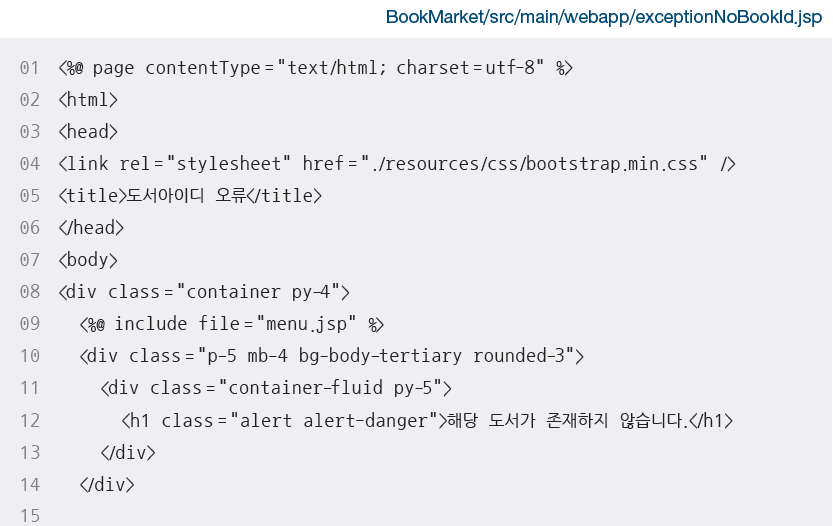 BookMarket/src/main/webapp/exceptionNoBookId.jsp
01 <%@ page contentType="text/html; charset=utf-8" %>
02 <html>
03 <head>
04 <link rel="stylesheet" href="./resources/css/bootstrap.min.css" />
05 <title>도서아이디 오류</title>
06 </head>
07 <body>
08 <div class="container py-4">
09 <%@ include file="menu.jsp" %>
10 <div class="p-5 mb-4 bg-body-tertiary rounded-3">
11 <div class="container-fluid py-5">
12 <h1 class="alert alert-danger">해당 도서가 존재하지 않습니다.</h1>
13 </div>
14 </div>
15